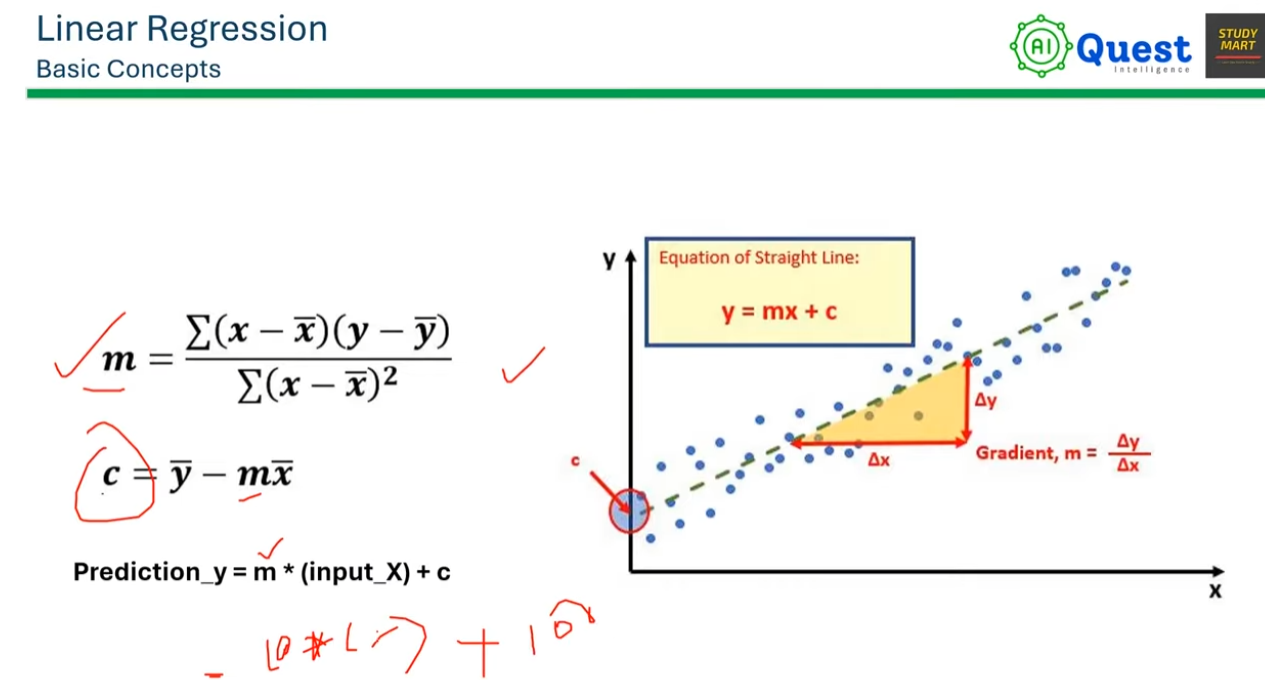 Linear Regression
Basic Concepts
AI Quest
Intelligence
STUDY
MART
y
Equation of Straight Line:
y = mx + c
m = ∑(x − x̅)(y − y̅) / ∑(x − x̅)²
c = y̅ − mx̅
Prediction_y = m * (input_X) + c
c
Δy
Δx
Gradient, m = Δy / Δx
x